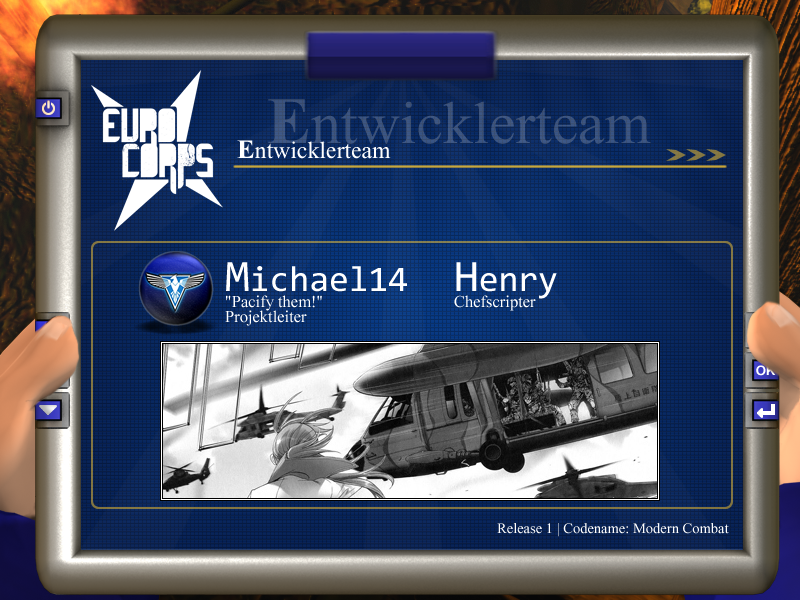 EURO
CORPS
Entwicklerteam
Entwicklerteam
Michael14
"Pacify them!"
Projektleiter
Henry
Chefscripter
OK
Release 1 | Codename: Modern Combat